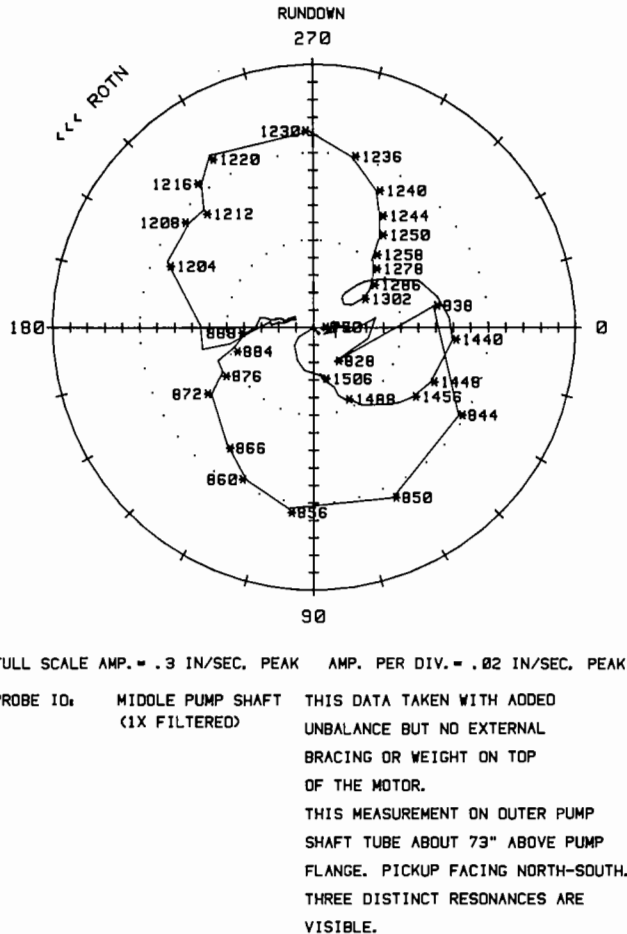 RUNDOWN
270
<<< ROTN
1230
1220
1236
1216
1240
1212
1208
1244
1250
1204
1258
1278
1286
1302
838
180
0
888
1440
884
828
876
1506
1448
872
1488
1456
844
866
860
850
856
90
FULL SCALE AMP.= .3 IN/SEC. PEAK AMP. PER DIV.= .02 IN/SEC. PEAK
PROBE ID: MIDDLE PUMP SHAFT
(1X FILTERED)
THIS DATA TAKEN WITH ADDED
UNBALANCE BUT NO EXTERNAL
BRACING OR WEIGHT ON TOP
OF THE MOTOR.
THIS MEASUREMENT ON OUTER PUMP
SHAFT TUBE ABOUT 73" ABOVE PUMP
FLANGE. PICKUP FACING NORTH-SOUTH.
THREE DISTINCT RESONANCES ARE
VISIBLE.